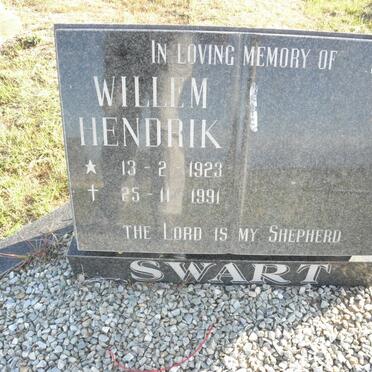 IN LOVING MEMORY OF
WILLEM
HENDRIK
★ 13-2-1923
✝ 25-11-1991
THE LORD IS MY SHEPHERD
SWART